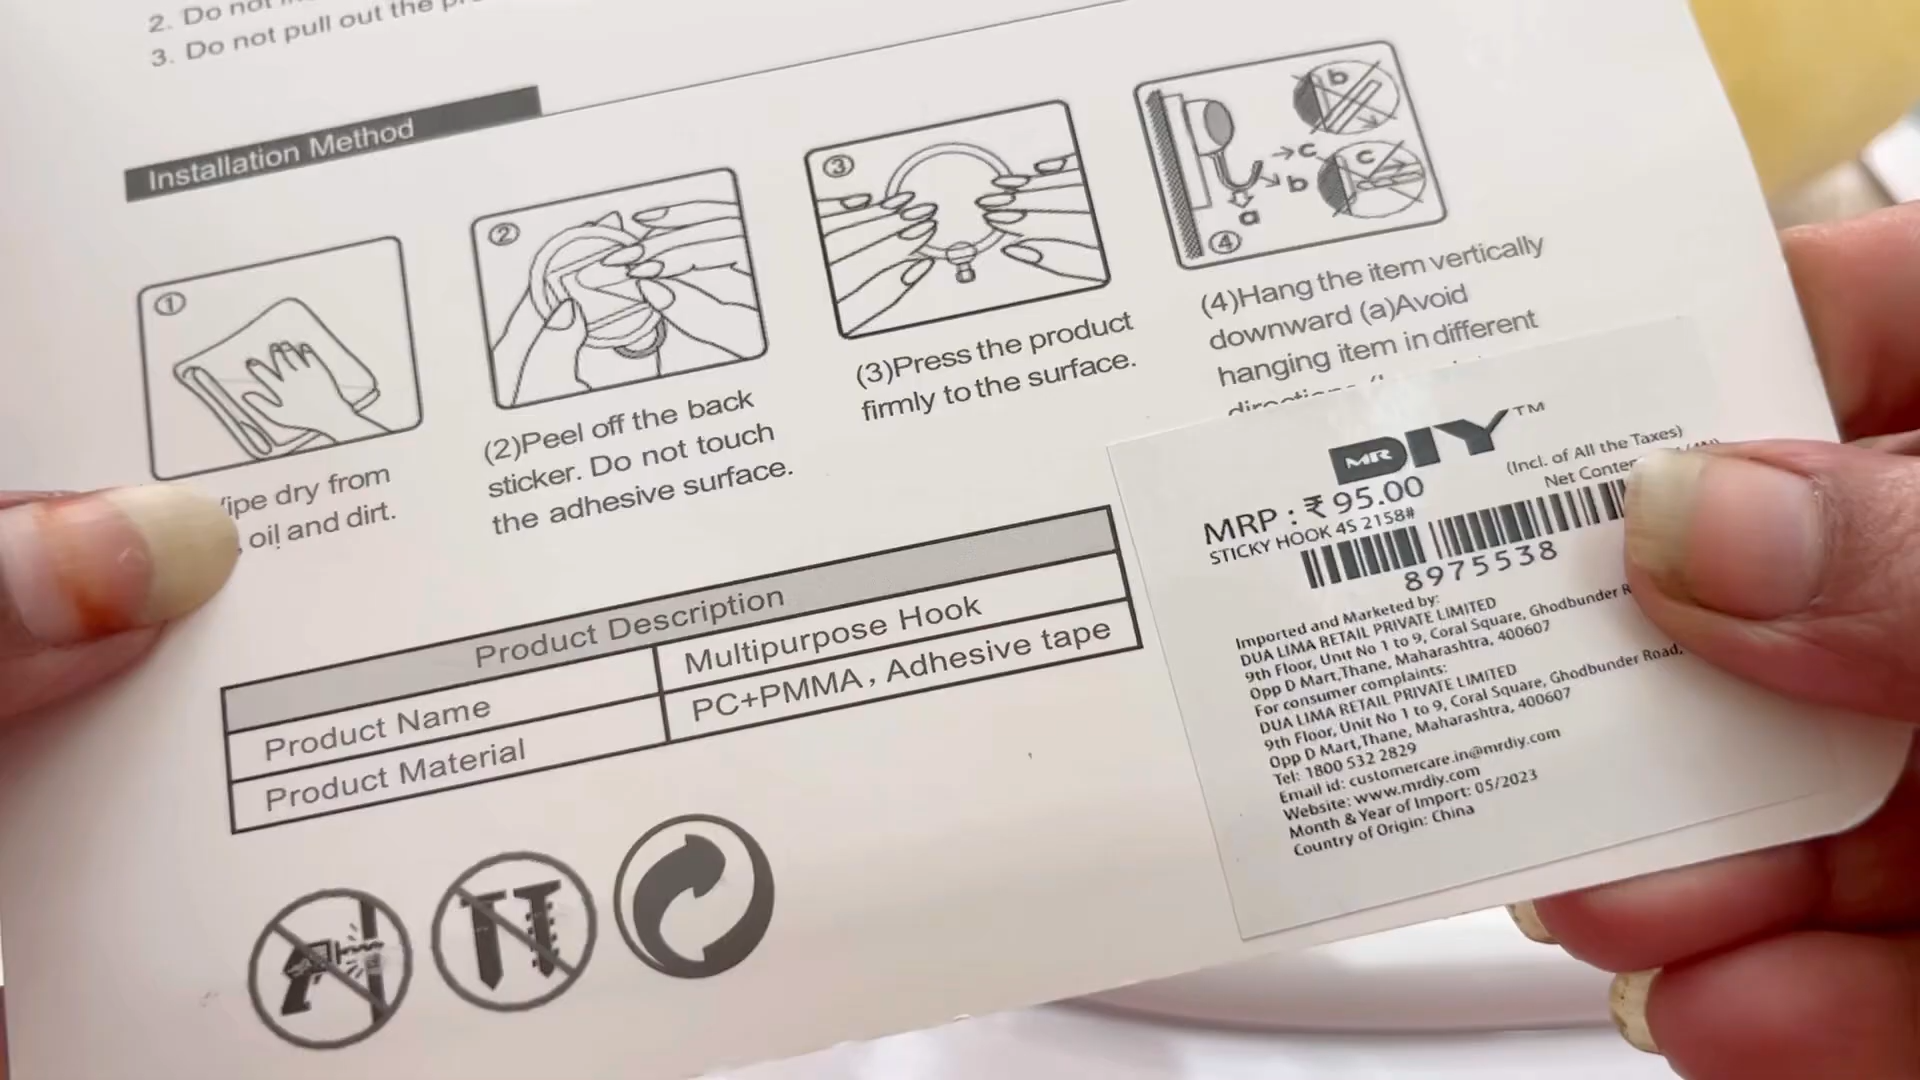 2. Do not
3. Do not pull out the
Installation Method
①
ipe dry from
oil and dirt.
②
(2)Peel off the back
sticker. Do not touch
the adhesive surface.
③
(3)Press the product
firmly to the surface.
b
c
c
b
a
④
(4)Hang the item vertically
downward (a)Avoid
hanging item in different
Product Description
Product Name
Multipurpose Hook
Product Material
PC+PMMA, Adhesive tape
MR DIY™
(Incl. of All the Taxes)
MRP : ₹ 95.00
Net
STICKY HOOK 4S 2158#
8975538
Imported and Marketed by:
DUA LIMA RETAIL PRIVATE LIMITED
9th Floor, Unit No 1 to 9, Coral Square, Ghodbunder
Opp D Mart,Thane, Maharashtra, 400607
For consumer complaints:
DUA LIMA RETAIL PRIVATE LIMITED
9th Floor, Unit No 1 to 9, Coral Square, Ghodbunder Road,
Opp D Mart,Thane, Maharashtra, 400607
Tel: 1800 532 2829
Email id: customercare.in@mrdiy.com
Website: www.mrdiy.com
Month & Year of Import: 05/2023
Country of Origin: China